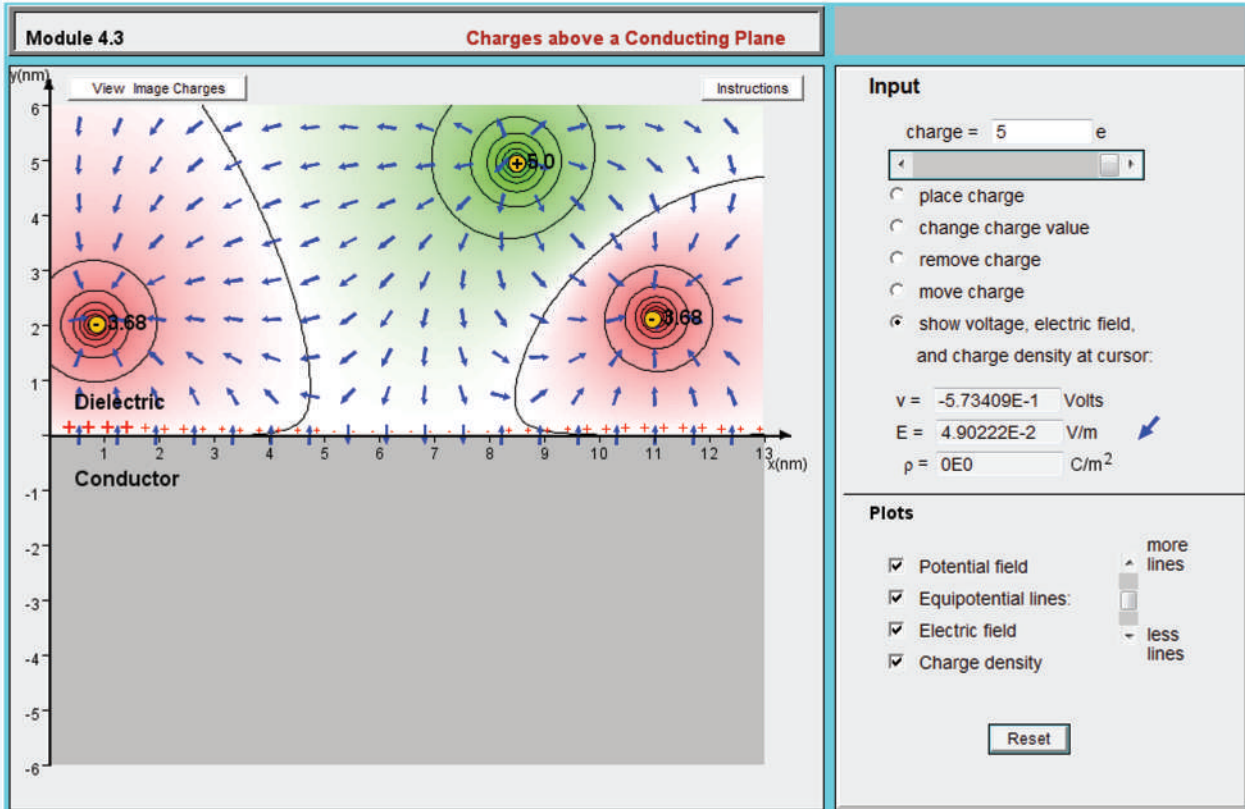 Module 4.3
Charges above a Conducting Plane
y(nm)
View Image Charges
Instructions
6
5
4
3
2
1
+ 5.0
- 3.68
- 3.68
Dielectric
1 2 3 4 5 6 7 8 9 10 11 12 13
x(nm)
Conductor
-1
-2
-3
-4
-5
-6
Input
charge = 5 e
place charge
change charge value
remove charge
move charge
show voltage, electric field,
and charge density at cursor:
v = -5.73409E-1 Volts
E = 4.90222E-2 V/m
ρ = 0E0 C/m²
Plots
more
lines
Potential field
Equipotential lines:
Electric field
less
lines
Charge density
Reset